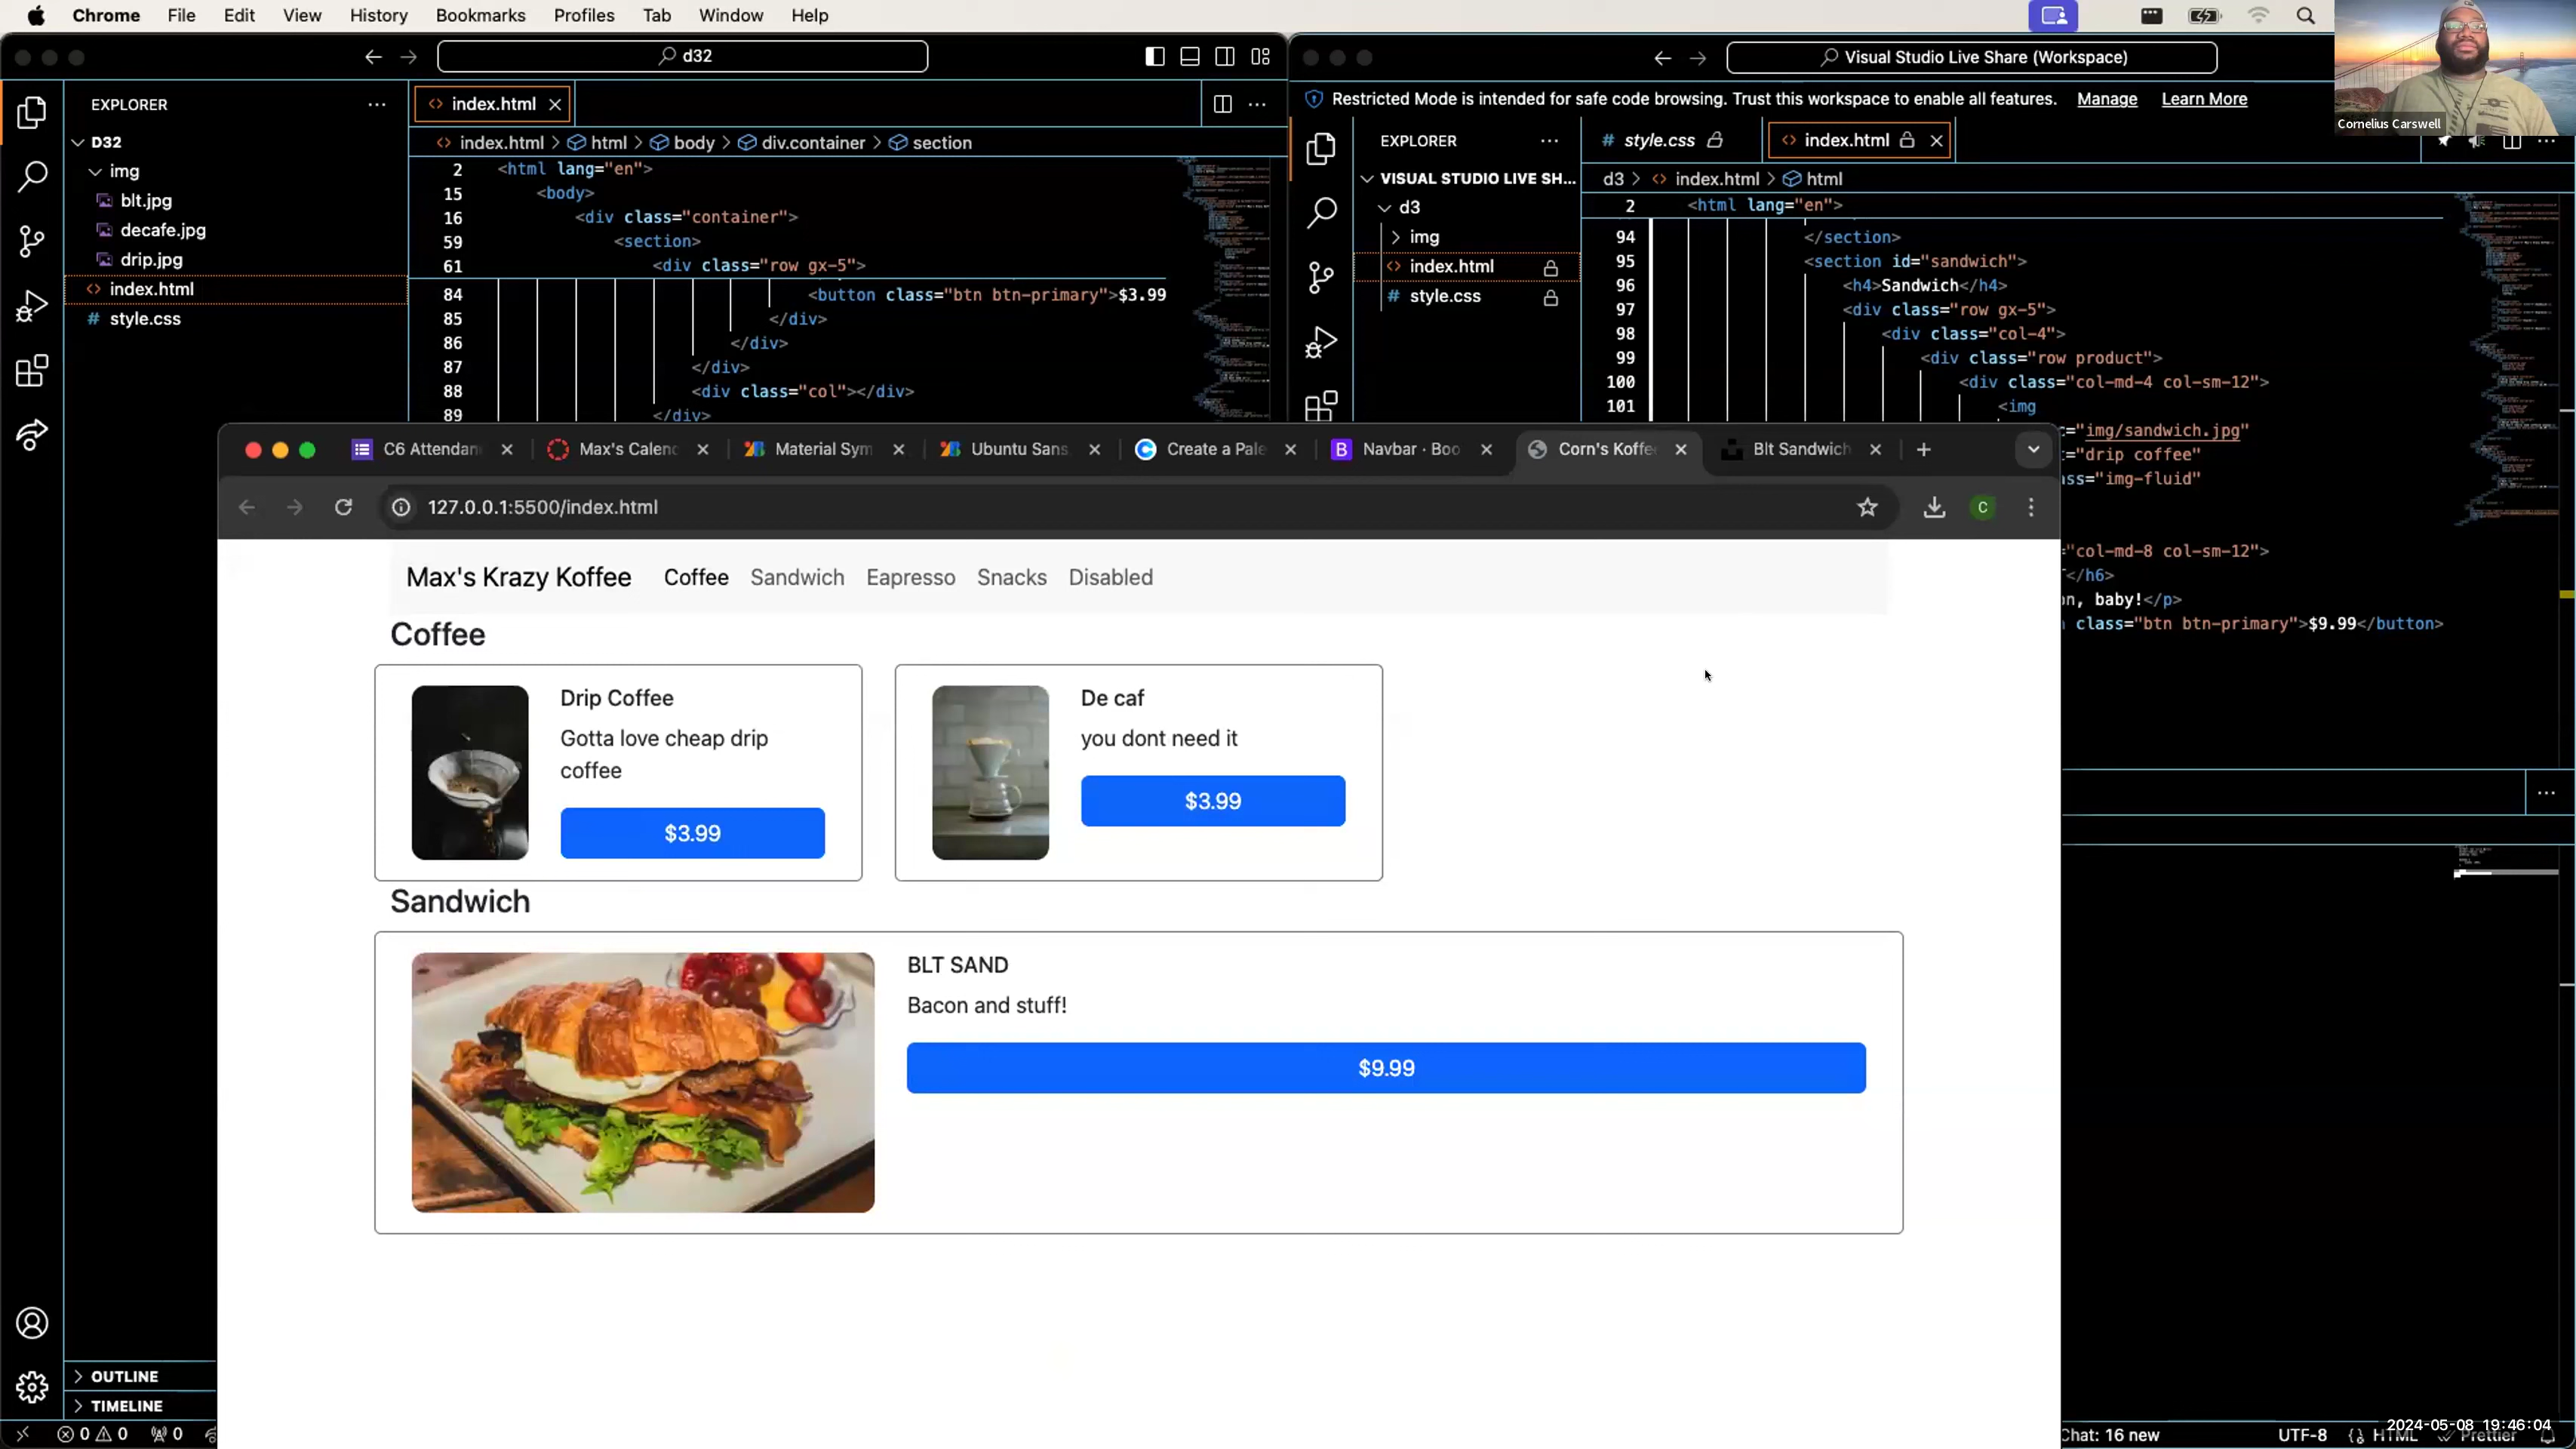 Chrome File Edit View History Bookmarks Profiles Tab Window Help
d32
EXPLORER
D32
img
blt.jpg
decafe.jpg
drip.jpg
index.html
style.css
index.html
index.html > html > body > div.container > section
2 <html lang="en">
15 <body>
16 <div class="container">
59 <section>
61 <div class="row gx-5">
84 <button class="btn btn-primary">$3.99
85 </div>
86 </div>
87 </div>
88 <div class="col"></div>
89 </div>
Visual Studio Live Share (Workspace)
Restricted Mode is intended for safe code browsing. Trust this workspace to enable all features. Manage Learn More
Cornelius Carswell
EXPLORER
VISUAL STUDIO LIVE SH...
d3
img
index.html
style.css
style.css
index.html
d3 > index.html > html
2 <html lang="en">
94 </section>
95 <section id="sandwich">
96 <h4>Sandwich</h4>
97 <div class="row gx-5">
98 <div class="col-4">
99 <div class="row product">
100 <div class="col-md-4 col-sm-12">
101 <img
="img/sandwich.jpg"
="drip coffee"
ss="img-fluid"
="col-md-8 col-sm-12">
</h6>
n, baby!</p>
class="btn btn-primary">$9.99</button>
C6 Attendan
Max's Calenc
Material Sym
Ubuntu Sans
Create a Pale
B Navbar · Boo
Corn's Koffe
Blt Sandwich
127.0.0.1:5500/index.html
C
Max's Krazy Koffee Coffee Sandwich Eapresso Snacks Disabled
Coffee
Drip Coffee
Gotta love cheap drip
coffee
$3.99
De caf
you dont need it
$3.99
Sandwich
BLT SAND
Bacon and stuff!
$9.99
OUTLINE
TIMELINE
0 0 0
Chat: 16 new UTF-8 HTML Prettier
2024-05-08 19:46:04